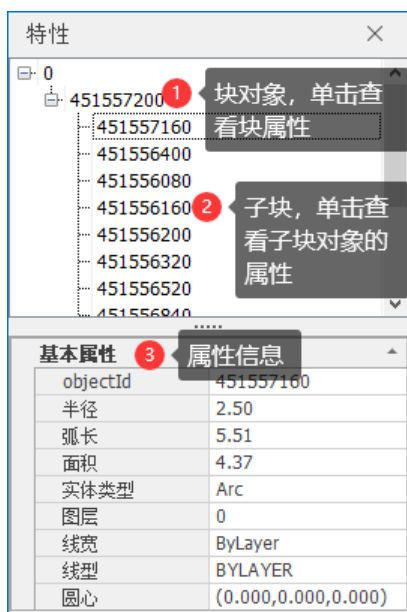 特性
0
451557200
1
块对象，单击查
看块属性
451557160
451556400
451556080
451556160
2
子块，单击查
看子块对象的
属性
451556200
451556320
451556520
451556840
基本属性
3
属性信息
objectId 451557160
半径 2.50
弧长 5.51
面积 4.37
实体类型 Arc
图层 0
线宽 ByLayer
线型 BYLAYER
圆心 (0.000,0.000,0.000)